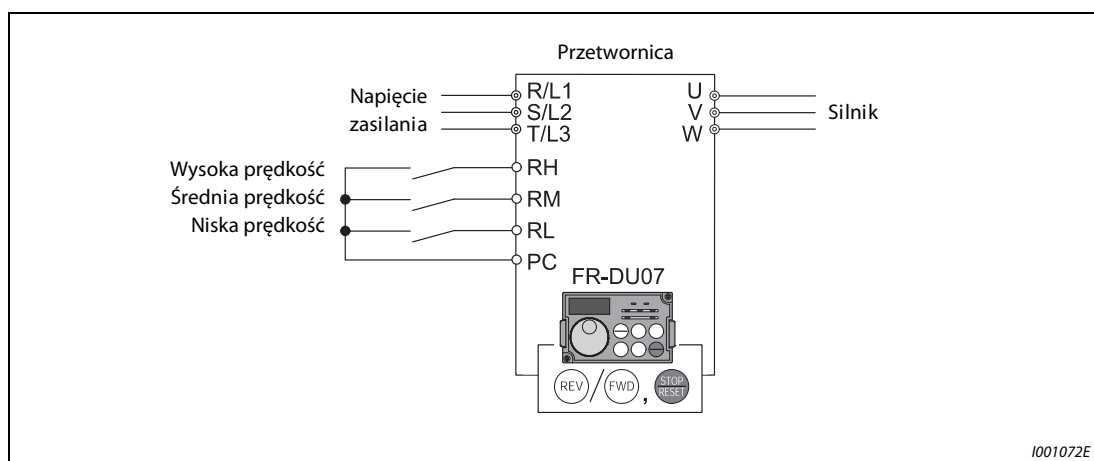 Przetwornica
Napięcie
zasilania
R/L1
S/L2
T/L3
U
V
W
Silnik
Wysoka prędkość
RH
Średnia prędkość
RM
Niska prędkość
RL
PC
FR-DU07
REV / FWD , STOP RESET
I001072E